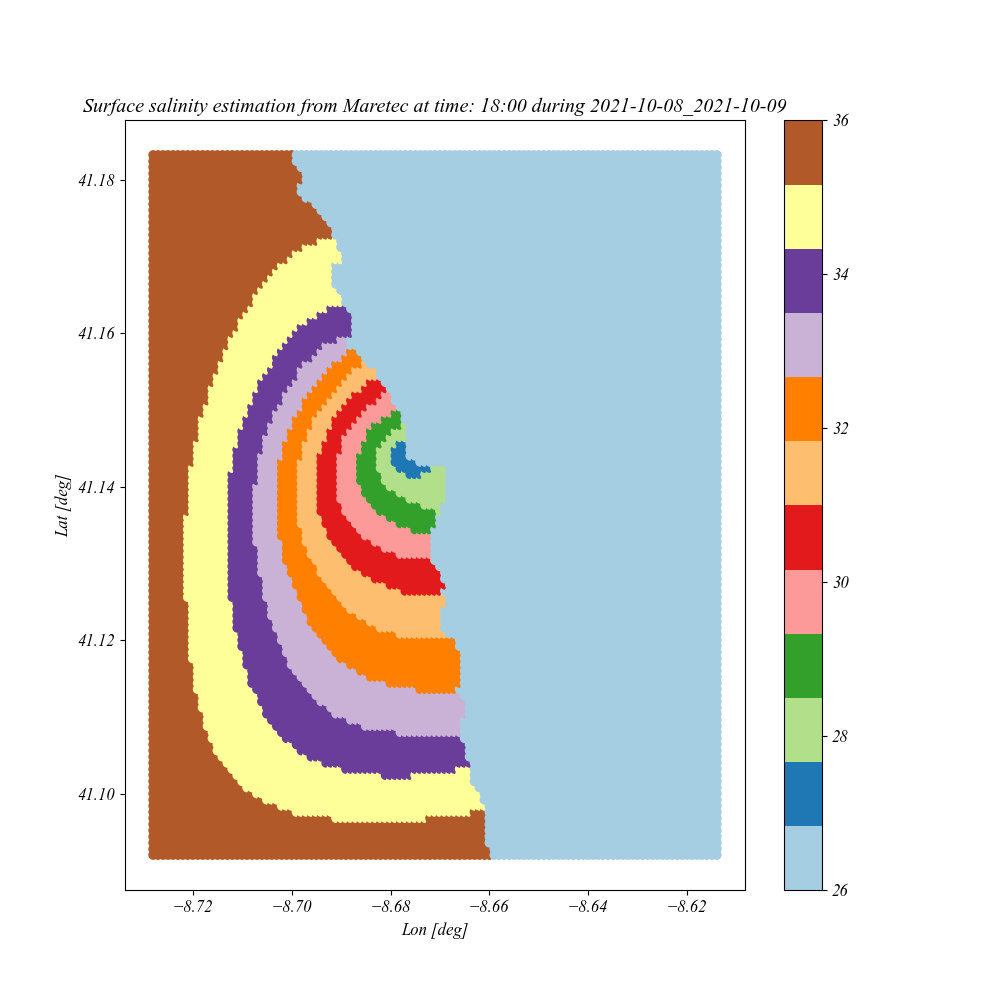 Surface salinity estimation from Maretec at time: 18:00 during 2021-10-08_2021-10-09
36
41.18
34
41.16
32
41.14
Lat [deg]
30
41.12
28
41.10
26
−8.72 −8.70 −8.68 −8.66 −8.64 −8.62
Lon [deg]